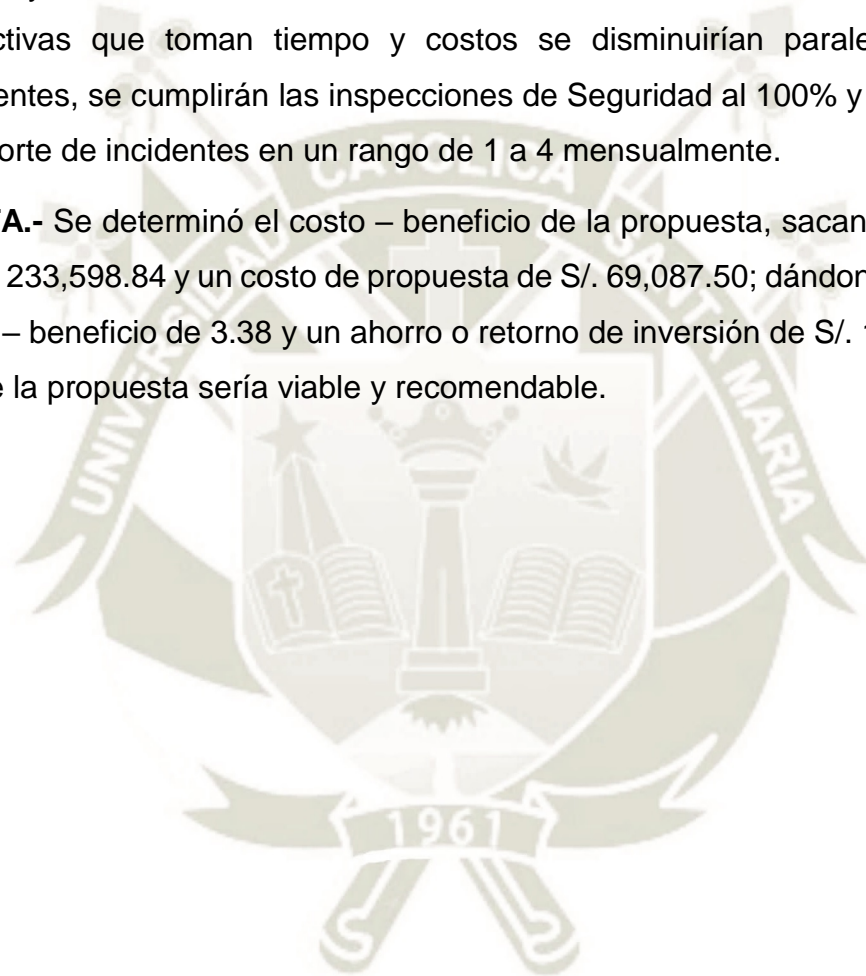 ctivas que toman tiempo y costos se disminuirían parale
entes, se cumplirán las inspecciones de Seguridad al 100% y
orte de incidentes en un rango de 1 a 4 mensualmente.
TA.- Se determinó el costo – beneficio de la propuesta, sacan
233,598.84 y un costo de propuesta de S/. 69,087.50; dándon
– beneficio de 3.38 y un ahorro o retorno de inversión de S/.
e la propuesta sería viable y recomendable.
UNIVERSIDAD CATOLICA SANTA MARIA
1961